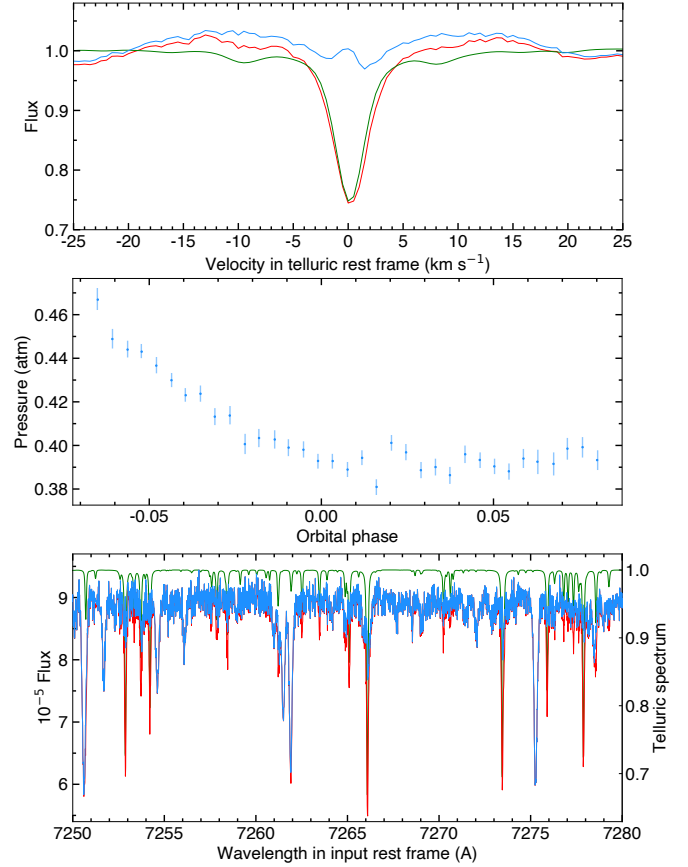 1.0
0.9
0.8
0.7
Flux
-25 -20 -15 -10 -5 0 5 10 15 20 25
Velocity in telluric rest frame (km s⁻¹)
0.46
0.44
0.42
0.40
0.38
Pressure (atm)
-0.05 0.00 0.05
Orbital phase
9
8
7
6
10⁻⁵ Flux
1.0
0.9
0.8
0.7
Telluric spectrum
7250 7255 7260 7265 7270 7275 7280
Wavelength in input rest frame (A)